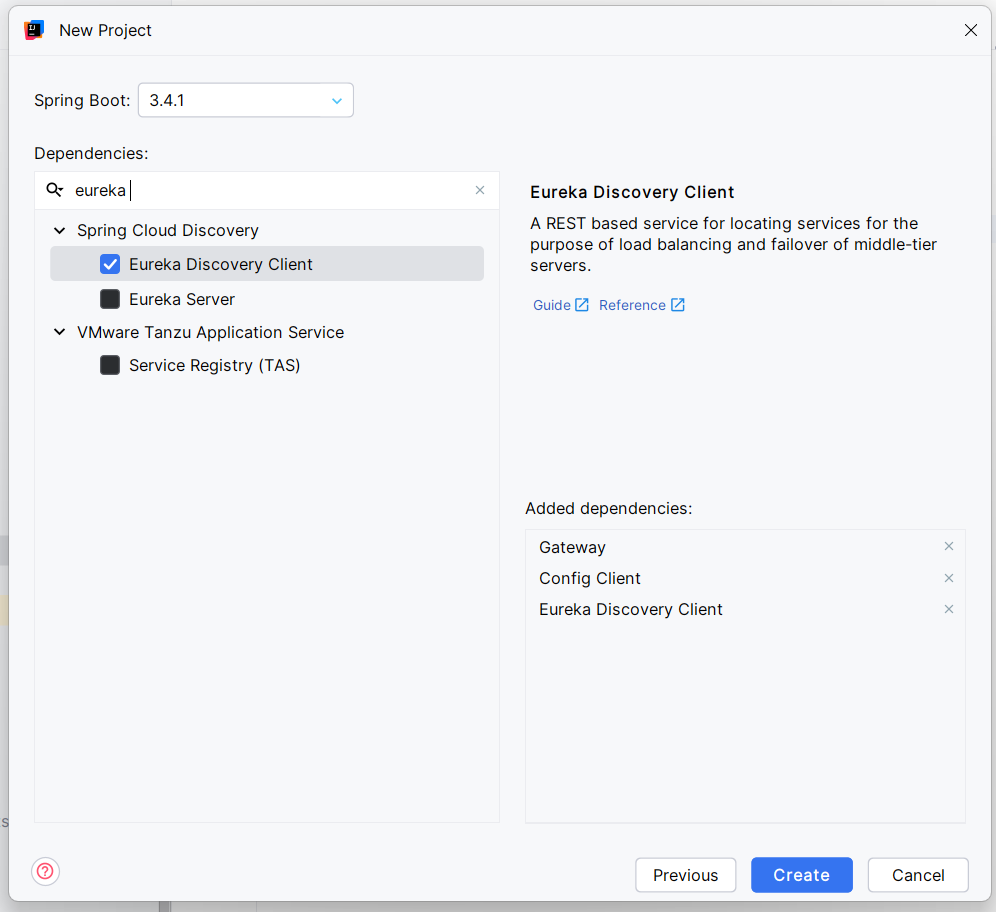 New Project
Spring Boot: 3.4.1
Dependencies:
eureka
Spring Cloud Discovery
Eureka Discovery Client
Eureka Server
VMware Tanzu Application Service
Service Registry (TAS)
Eureka Discovery Client
A REST based service for locating services for the
purpose of load balancing and failover of middle-tier
servers.
Guide Reference
Added dependencies:
Gateway
Config Client
Eureka Discovery Client
Previous Create Cancel